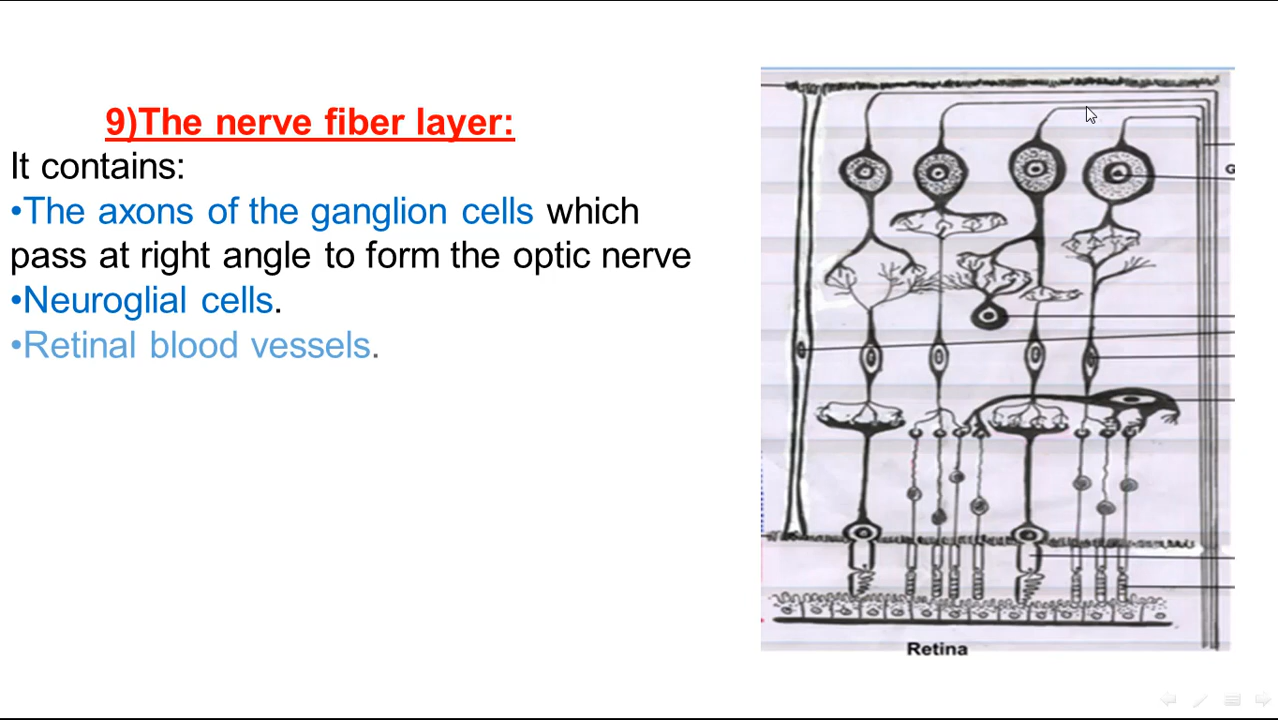 9)The nerve fiber layer:
It contains:
•The axons of the ganglion cells which
pass at right angle to form the optic nerve
•Neuroglial cells.
•Retinal blood vessels.
G
Retina